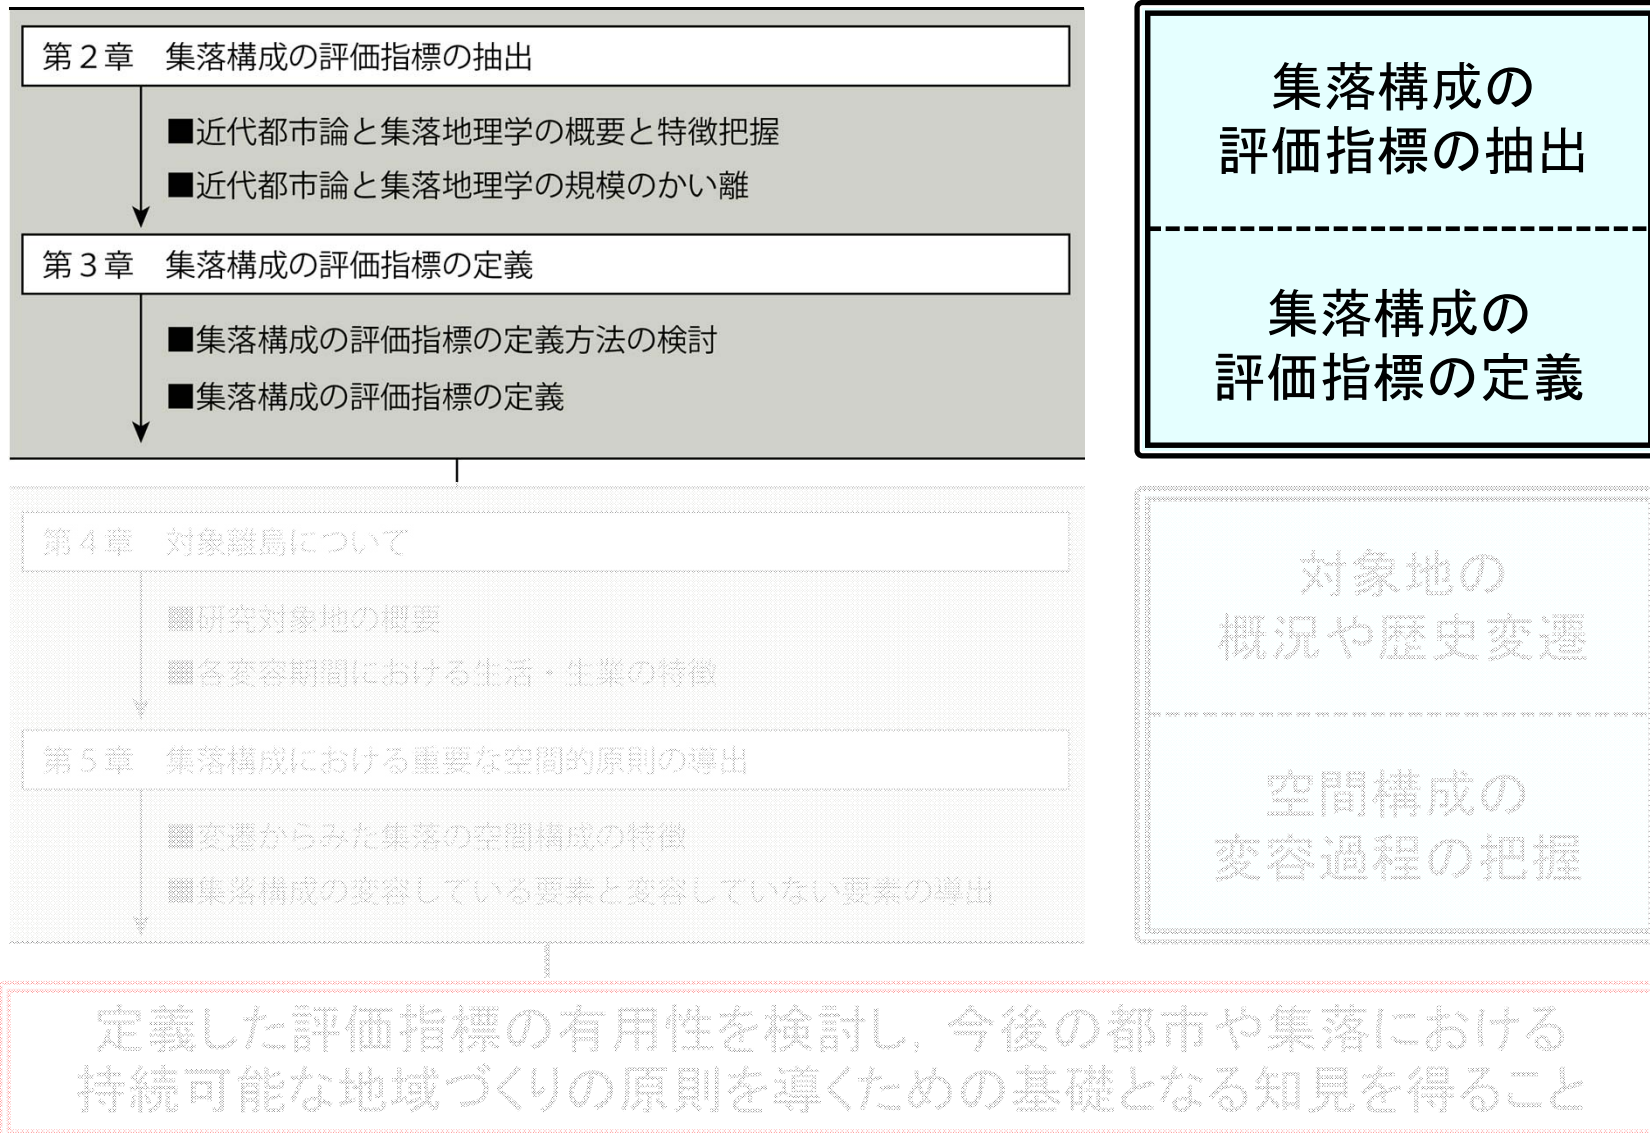 第２章　集落構成の評価指標の抽出
■近代都市論と集落地理学の概要と特徴把握
■近代都市論と集落地理学の規模のかい離
第３章　集落構成の評価指標の定義
■集落構成の評価指標の定義方法の検討
■集落構成の評価指標の定義
集落構成の
評価指標の抽出
集落構成の
評価指標の定義
第４章　対象離島について
■研究対象地の概要
■各変容期間における生活・生業の特徴
第５章　集落構成における重要な空間的原則の導出
■変遷からみた集落の空間構成の特徴
■集落構成の変容している要素と変容していない要素の導出
対象地の
概況や歴史変遷
空間構成の
変容過程の把握
定義した評価指標の有用性を検討し, 今後の都市や集落における
持続可能な地域づくりの原則を導くための基礎となる知見を得ること